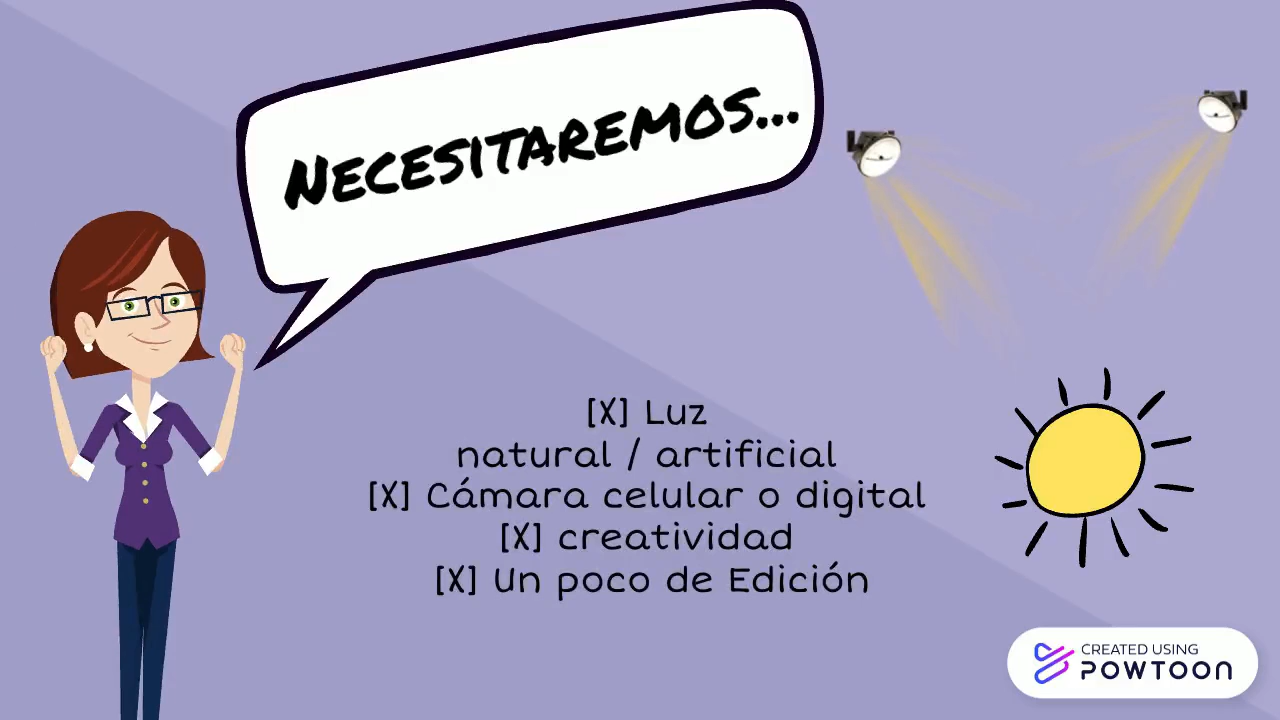 NECESITAREMOS...
[X] Luz
natural / artificial
[X] Cámara celular o digital
[X] creatividad
[X] Un poco de Edición
CREATED USING
POWTOON